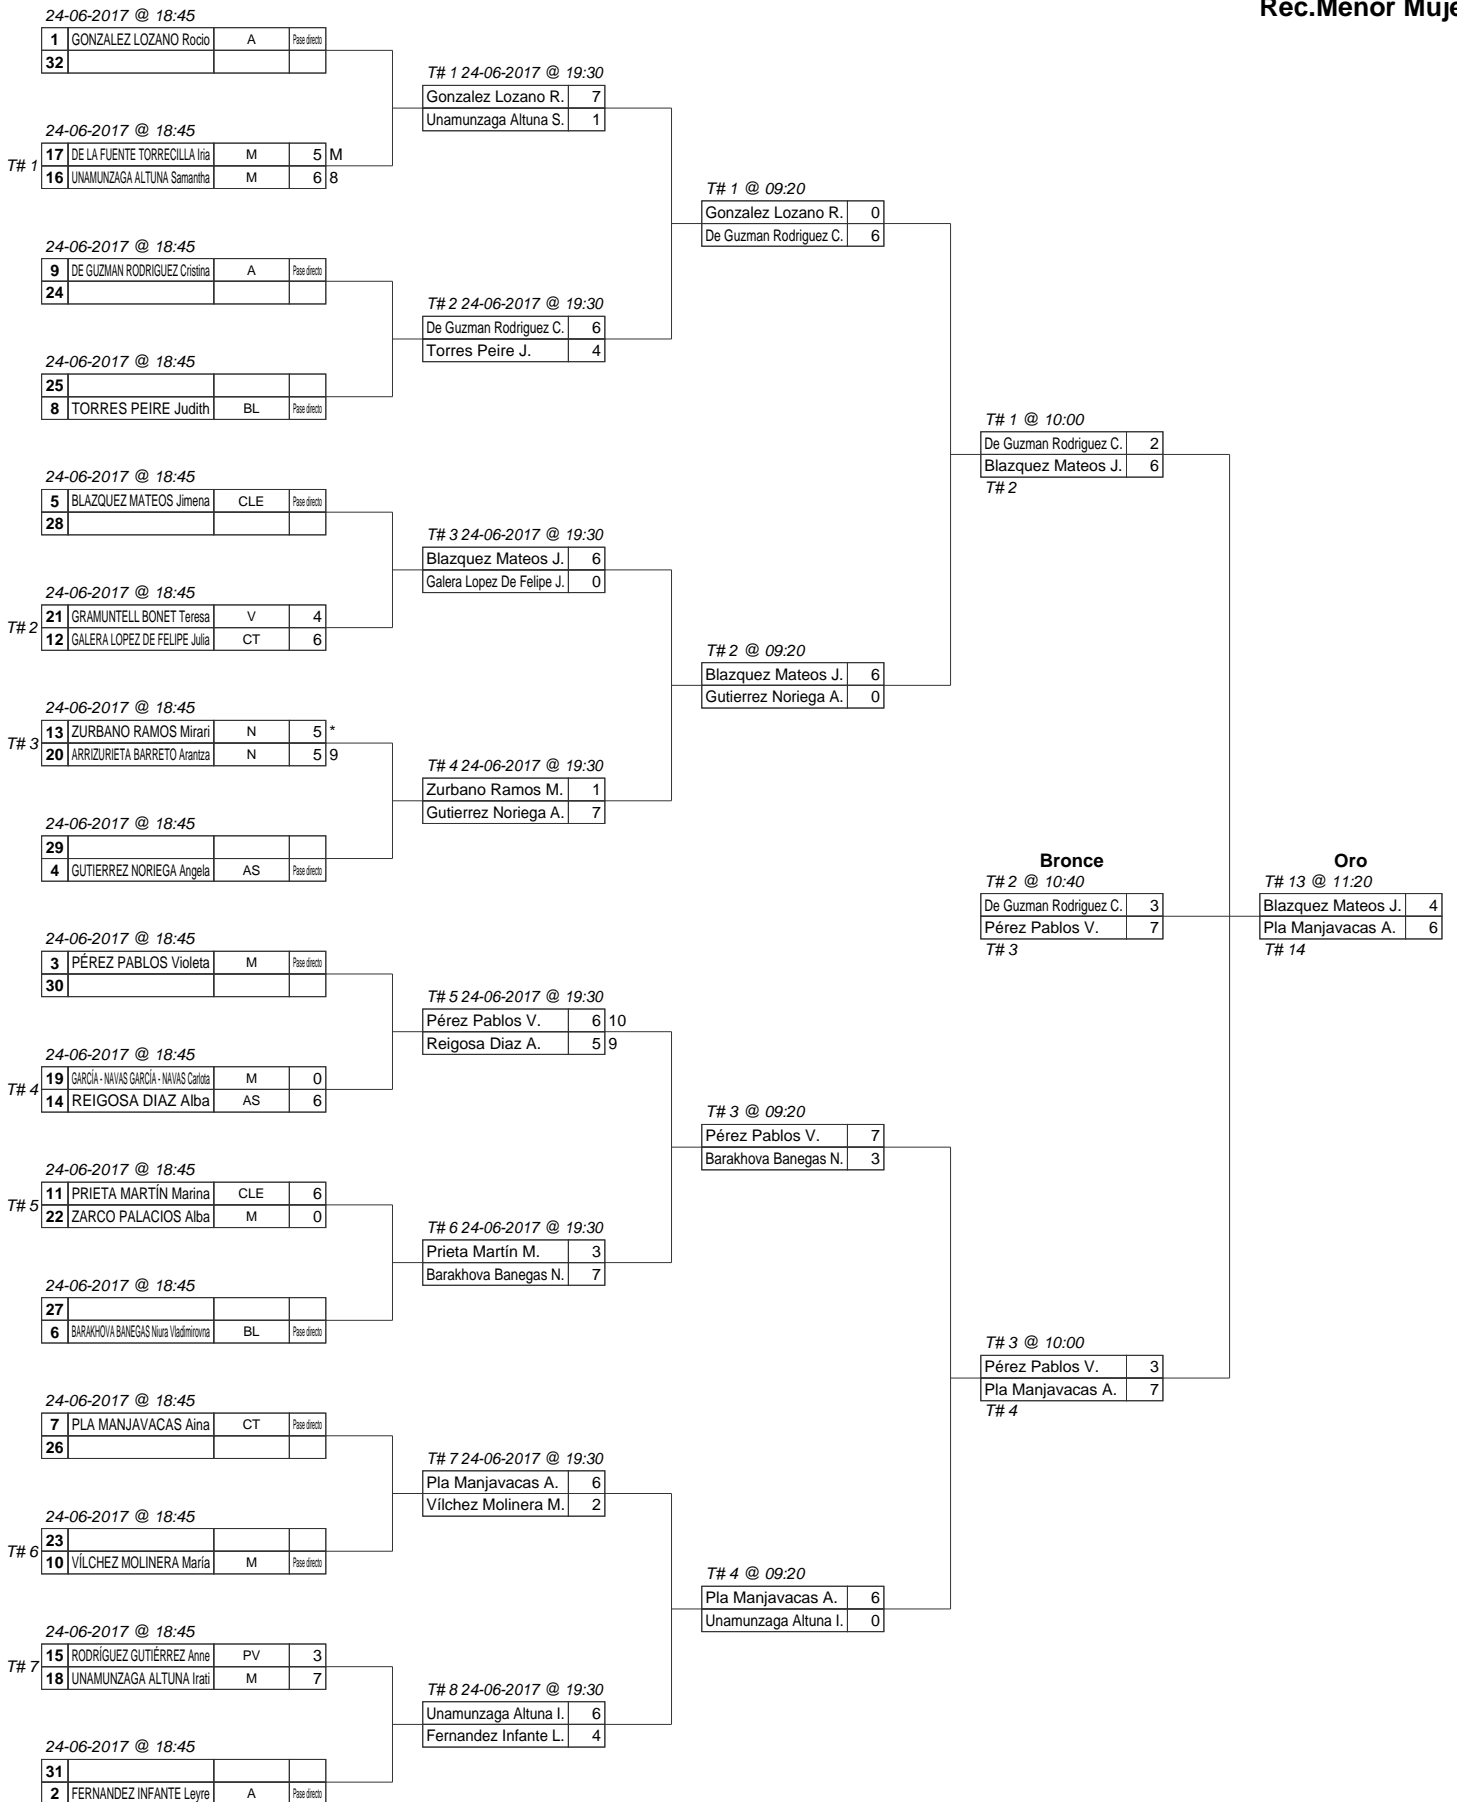 Rec.Menor Muje
24-06-2017 @ 18:45
1 GONZALEZ LOZANO Rocio A Pase directo
32
24-06-2017 @ 18:45
T# 1
17 DE LA FUENTE TORRECILLA Iria M 5 M
16 UNAMUNZAGA ALTUNA Samantha M 6 8
24-06-2017 @ 18:45
9 DE GUZMAN RODRIGUEZ Cristina A Pase directo
24
24-06-2017 @ 18:45
25
8 TORRES PEIRE Judith BL Pase directo
24-06-2017 @ 18:45
5 BLAZQUEZ MATEOS Jimena CLE Pase directo
28
24-06-2017 @ 18:45
T# 2
21 GRAMUNTELL BONET Teresa V 4
12 GALERA LOPEZ DE FELIPE Julia CT 6
24-06-2017 @ 18:45
T# 3
13 ZURBANO RAMOS Mirari N 5 *
20 ARRIZURIETA BARRETO Arantza N 5 9
24-06-2017 @ 18:45
29
4 GUTIERREZ NORIEGA Angela AS Pase directo
24-06-2017 @ 18:45
3 PÉREZ PABLOS Violeta M Pase directo
30
24-06-2017 @ 18:45
T# 4
19 GARCÍA - NAVAS GARCÍA - NAVAS Carlota M 0
14 REIGOSA DIAZ Alba AS 6
24-06-2017 @ 18:45
T# 5
11 PRIETA MARTÍN Marina CLE 6
22 ZARCO PALACIOS Alba M 0
24-06-2017 @ 18:45
27
6 BARAKHOVA BANEGAS Niura Vladimirovna BL Pase directo
24-06-2017 @ 18:45
7 PLA MANJAVACAS Aina CT Pase directo
26
24-06-2017 @ 18:45
T# 6
23
10 VÍLCHEZ MOLINERA María M Pase directo
24-06-2017 @ 18:45
T# 7
15 RODRÍGUEZ GUTIÉRREZ Anne PV 3
18 UNAMUNZAGA ALTUNA Irati M 7
24-06-2017 @ 18:45
31
2 FERNANDEZ INFANTE Leyre A Pase directo
T# 1 24-06-2017 @ 19:30
Gonzalez Lozano R. 7
Unamunzaga Altuna S. 1
T# 2 24-06-2017 @ 19:30
De Guzman Rodriguez C. 6
Torres Peire J. 4
T# 3 24-06-2017 @ 19:30
Blazquez Mateos J. 6
Galera Lopez De Felipe J. 0
T# 4 24-06-2017 @ 19:30
Zurbano Ramos M. 1
Gutierrez Noriega A. 7
T# 5 24-06-2017 @ 19:30
Pérez Pablos V. 6 10
Reigosa Diaz A. 5 9
T# 6 24-06-2017 @ 19:30
Prieta Martín M. 3
Barakhova Banegas N. 7
T# 7 24-06-2017 @ 19:30
Pla Manjavacas A. 6
Vílchez Molinera M. 2
T# 8 24-06-2017 @ 19:30
Unamunzaga Altuna I. 6
Fernandez Infante L. 4
T# 1 @ 09:20
Gonzalez Lozano R. 0
De Guzman Rodriguez C. 6
T# 2 @ 09:20
Blazquez Mateos J. 6
Gutierrez Noriega A. 0
T# 3 @ 09:20
Pérez Pablos V. 7
Barakhova Banegas N. 3
T# 4 @ 09:20
Pla Manjavacas A. 6
Unamunzaga Altuna I. 0
T# 1 @ 10:00
De Guzman Rodriguez C. 2
Blazquez Mateos J. 6
T# 2
Bronce
T# 2 @ 10:40
De Guzman Rodriguez C. 3
Pérez Pablos V. 7
T# 3
T# 3 @ 10:00
Pérez Pablos V. 3
Pla Manjavacas A. 7
T# 4
Oro
T# 13 @ 11:20
Blazquez Mateos J. 4
Pla Manjavacas A. 6
T# 14